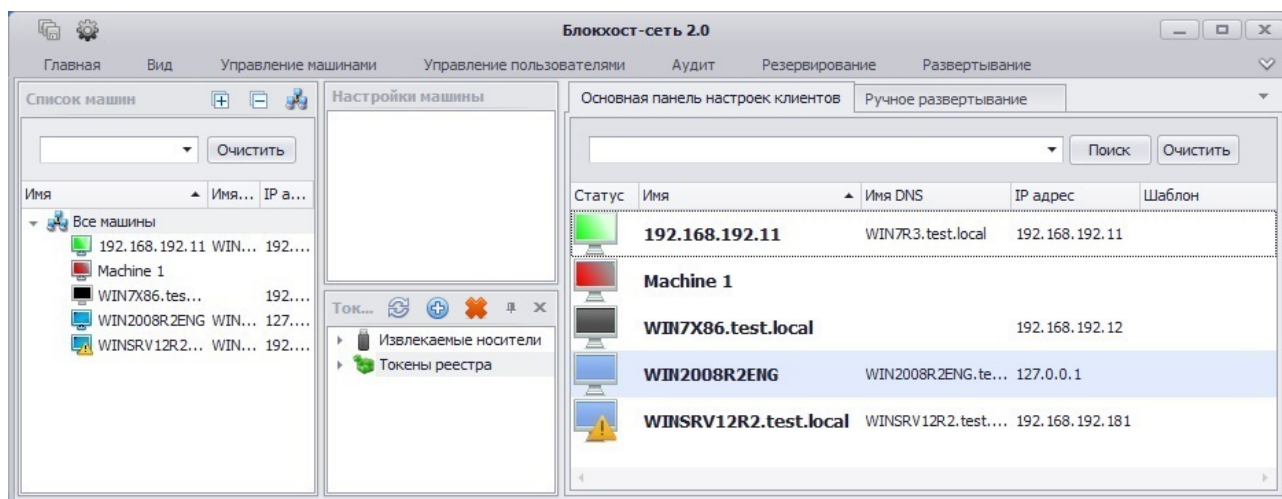 Блокхост-сеть 2.0
Главная Вид Управление машинами Управление пользователями Аудит Резервирование Развертывание
Список машин
Очистить
Имя Имя... IP a...
Все машины
192.168.192.11 WIN... 192....
Machine 1
WIN7X86.tes... 192....
WIN2008R2ENG WIN... 127....
WINSRV12R2... WIN... 192....
Настройки машины
Ток...
Извлекаемые носители
Токены реестра
Основная панель настроек клиентов Ручное развертывание
Поиск Очистить
Статус Имя Имя DNS IP адрес Шаблон
192.168.192.11 WIN7R3.test.local 192.168.192.11
Machine 1
WIN7X86.test.local 192.168.192.12
WIN2008R2ENG WIN2008R2ENG.te... 127.0.0.1
WINSRV12R2.test.local WINSRV12R2.test.... 192.168.192.181